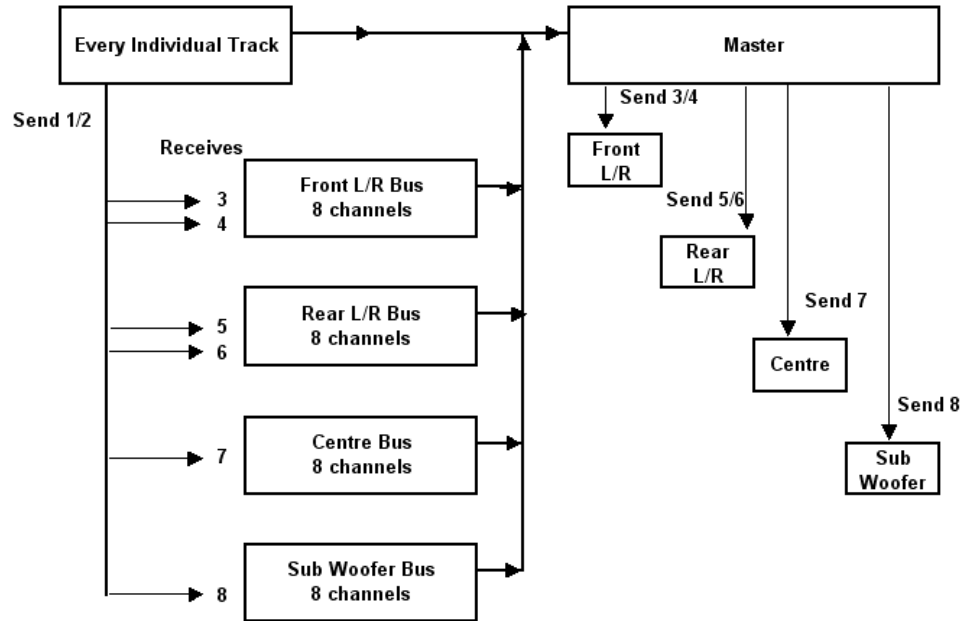 Every Individual Track
Master
Send 1/2
Send 3/4
Receives
Front
L/R
3
4
Front L/R Bus
8 channels
Send 5/6
Rear
L/R
5
6
Rear L/R Bus
8 channels
Send 7
Centre
7
Centre Bus
8 channels
Send 8
Sub
Woofer
8
Sub Woofer Bus
8 channels